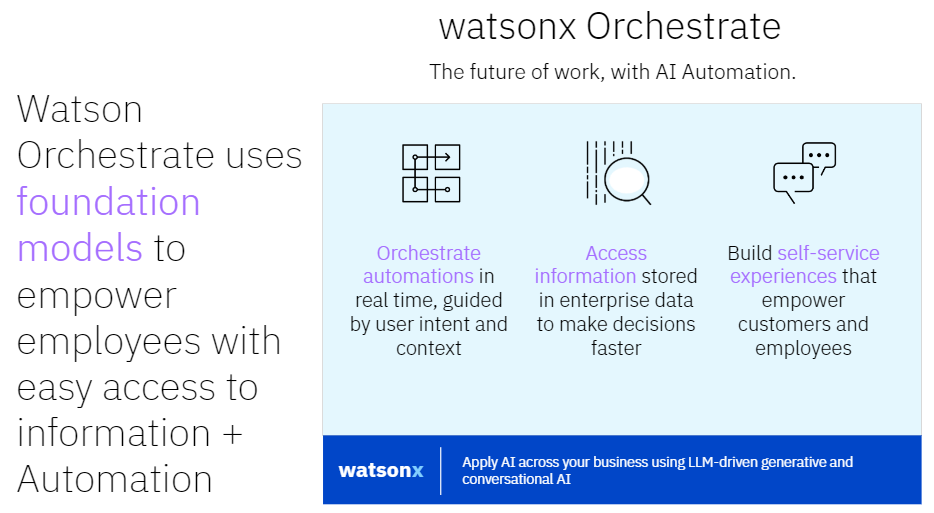 watsonx Orchestrate
The future of work, with AI Automation.
Watson
Orchestrate uses
foundation
models to
empower
employees with
easy access to
information +
Automation
Orchestrate
automations in
real time, guided
by user intent and
context
Access
information stored
in enterprise data
to make decisions
faster
Build self-service
experiences that
empower
customers and
employees
watsonx
Apply AI across your business using LLM-driven generative and
conversational AI